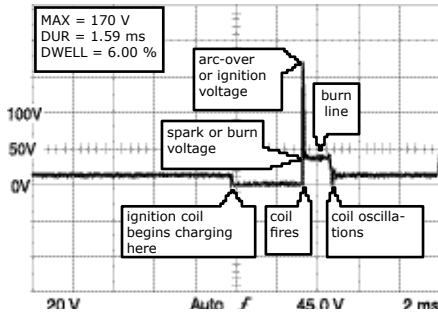 MAX = 170 V
DUR = 1.59 ms
DWELL = 6.00 %
arc-over
or ignition
voltage
burn
line
100V
spark or burn
voltage
50V
0V
ignition coil
begins charging
here
coil
fires
coil oscilla-
tions
20 V Auto 45.0 V 2 ms